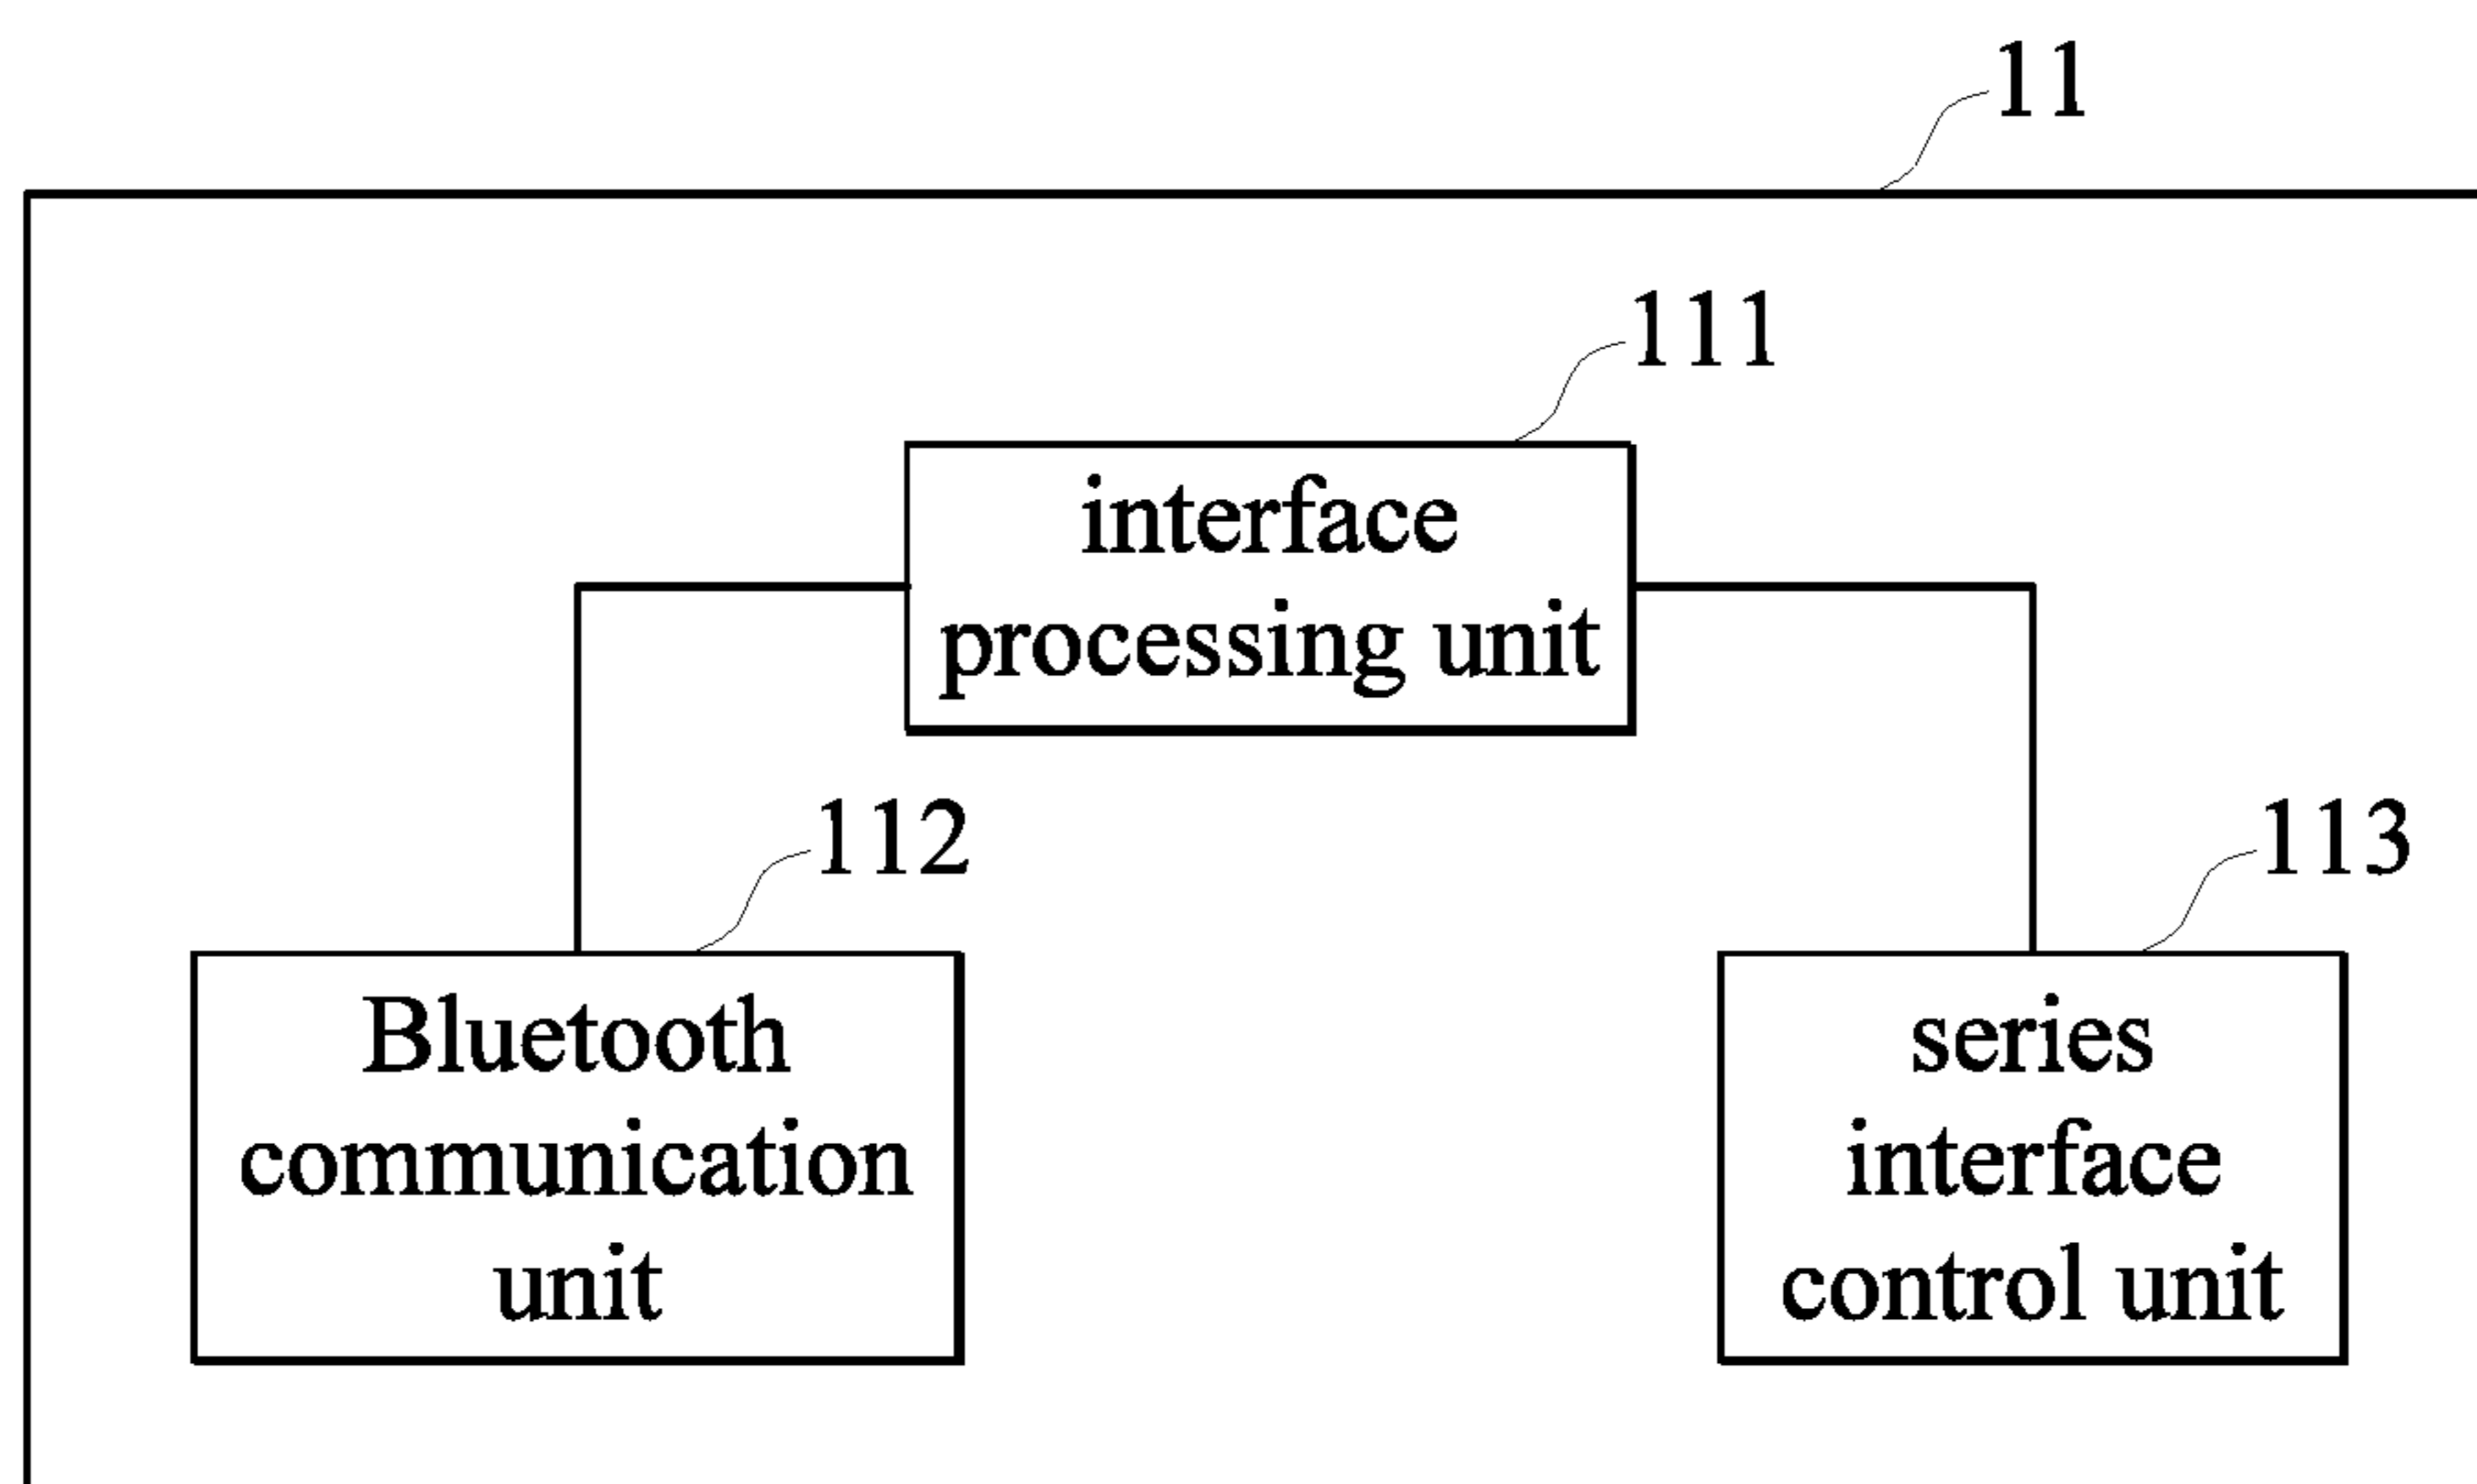 11
111
interface
processing unit
112
113
Bluetooth
communication
unit
series
interface
control unit